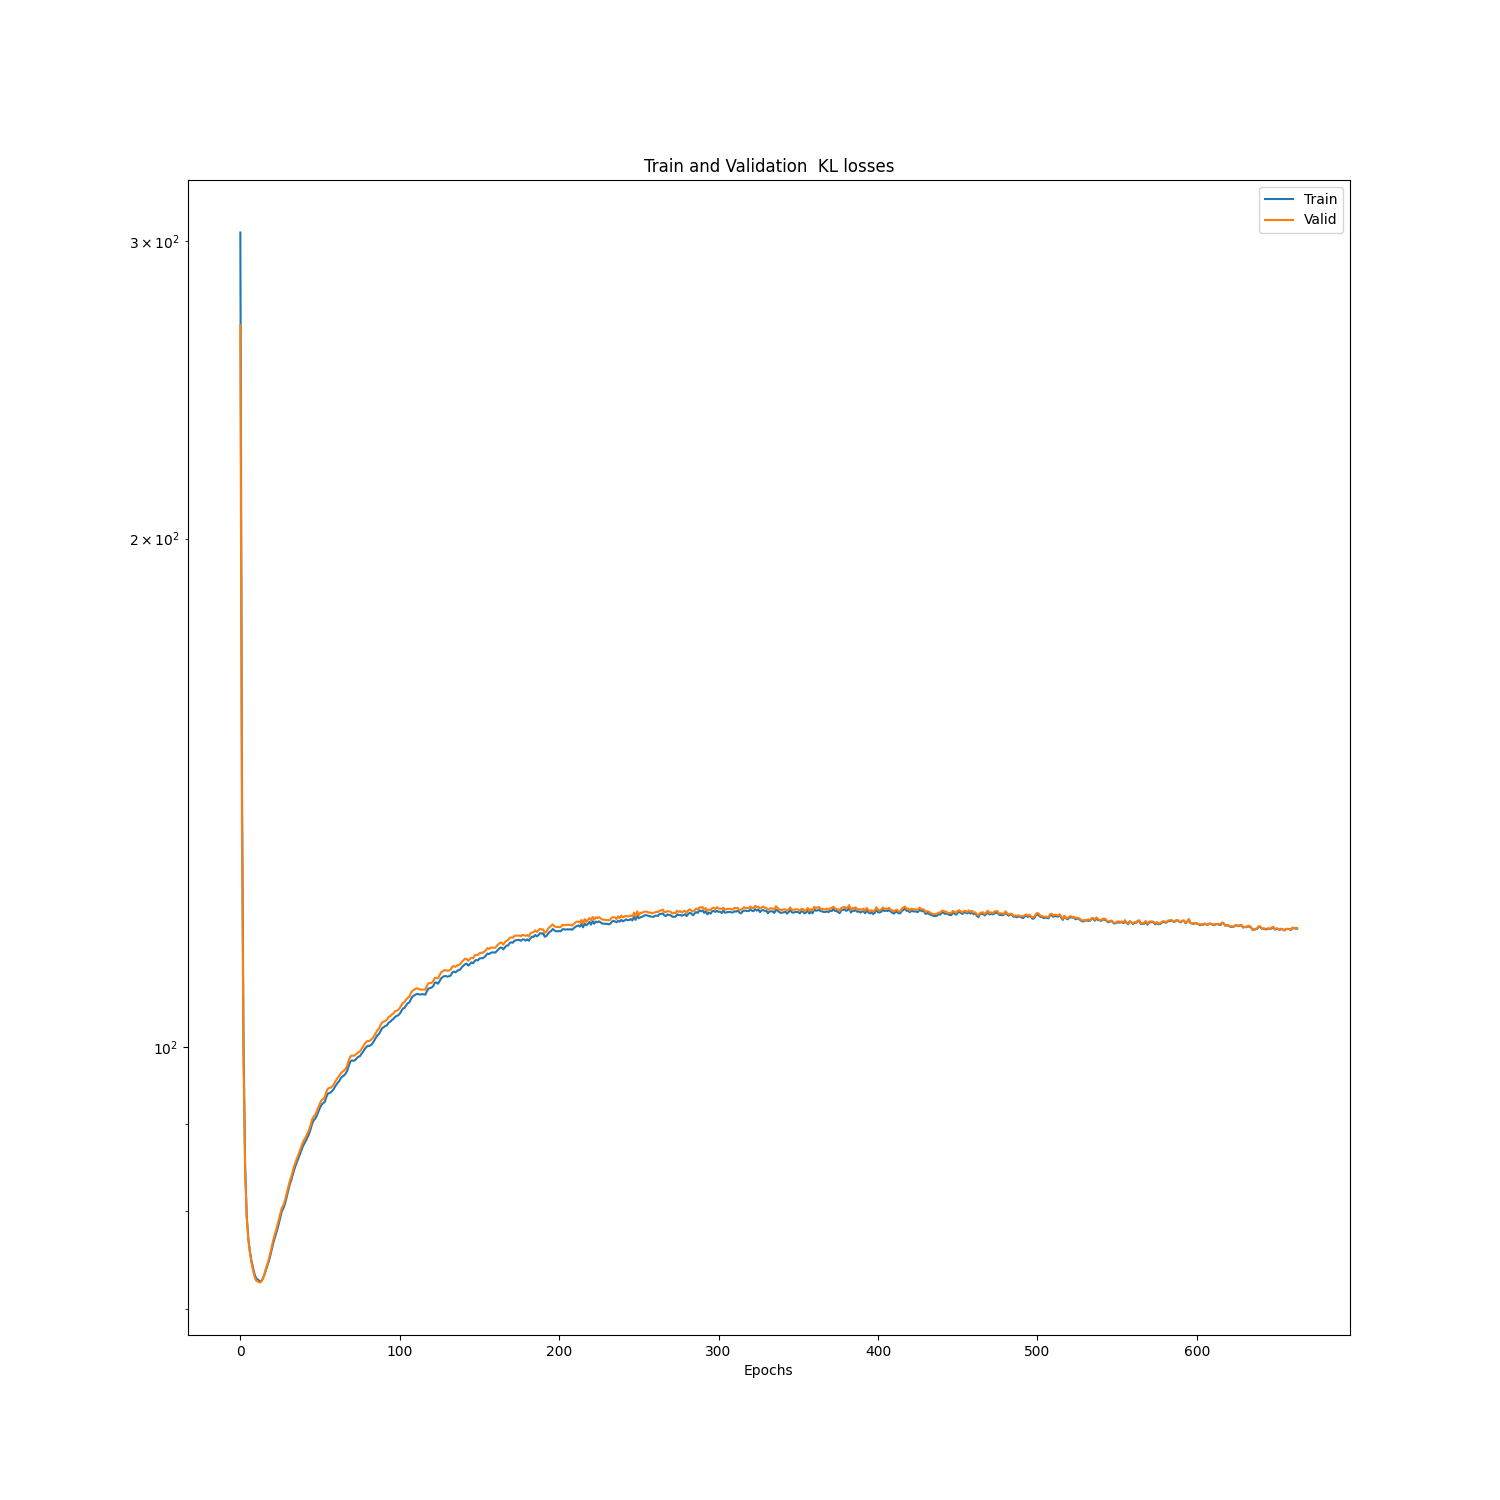 Train and Validation  KL losses
Train
Valid
3 × 10²
2 × 10²
10²
0 100 200 300 400 500 600
Epochs